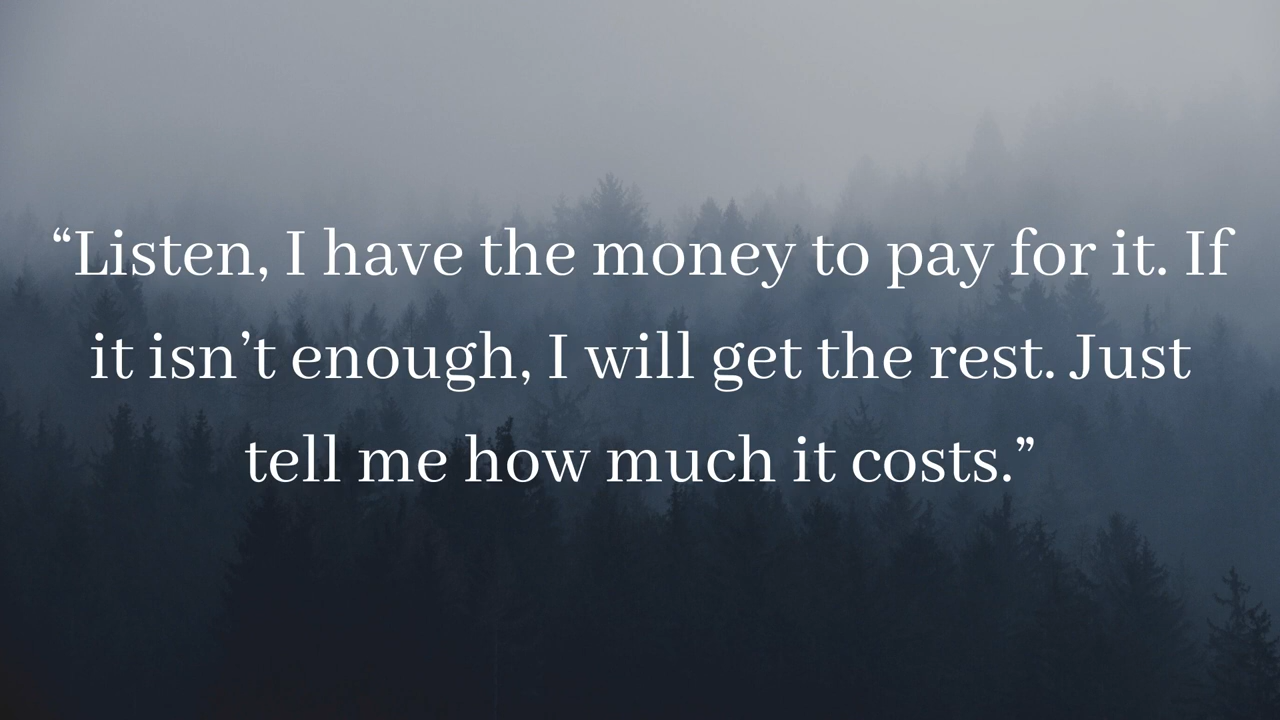 “Listen, I have the money to pay for it. If
it isn’t enough, I will get the rest. Just
tell me how much it costs.”